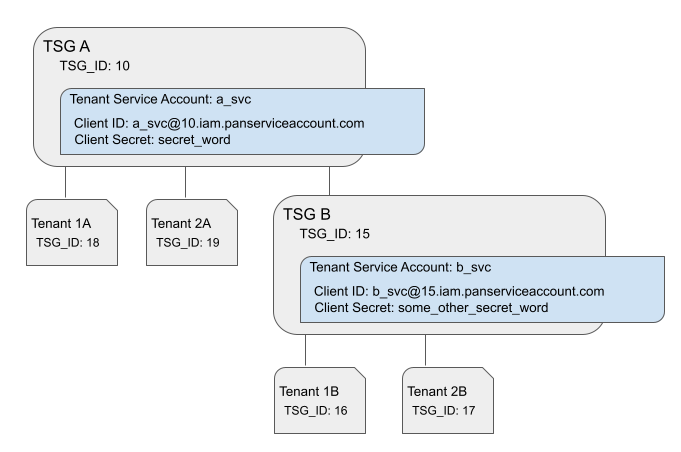 TSG A
TSG_ID: 10
Tenant Service Account: a_svc
Client ID: a_svc@10.iam.panserviceaccount.com
Client Secret: secret_word
Tenant 1A
TSG_ID: 18
Tenant 2A
TSG_ID: 19
TSG B
TSG_ID: 15
Tenant Service Account: b_svc
Client ID: b_svc@15.iam.panserviceaccount.com
Client Secret: some_other_secret_word
Tenant 1B
TSG_ID: 16
Tenant 2B
TSG_ID: 17